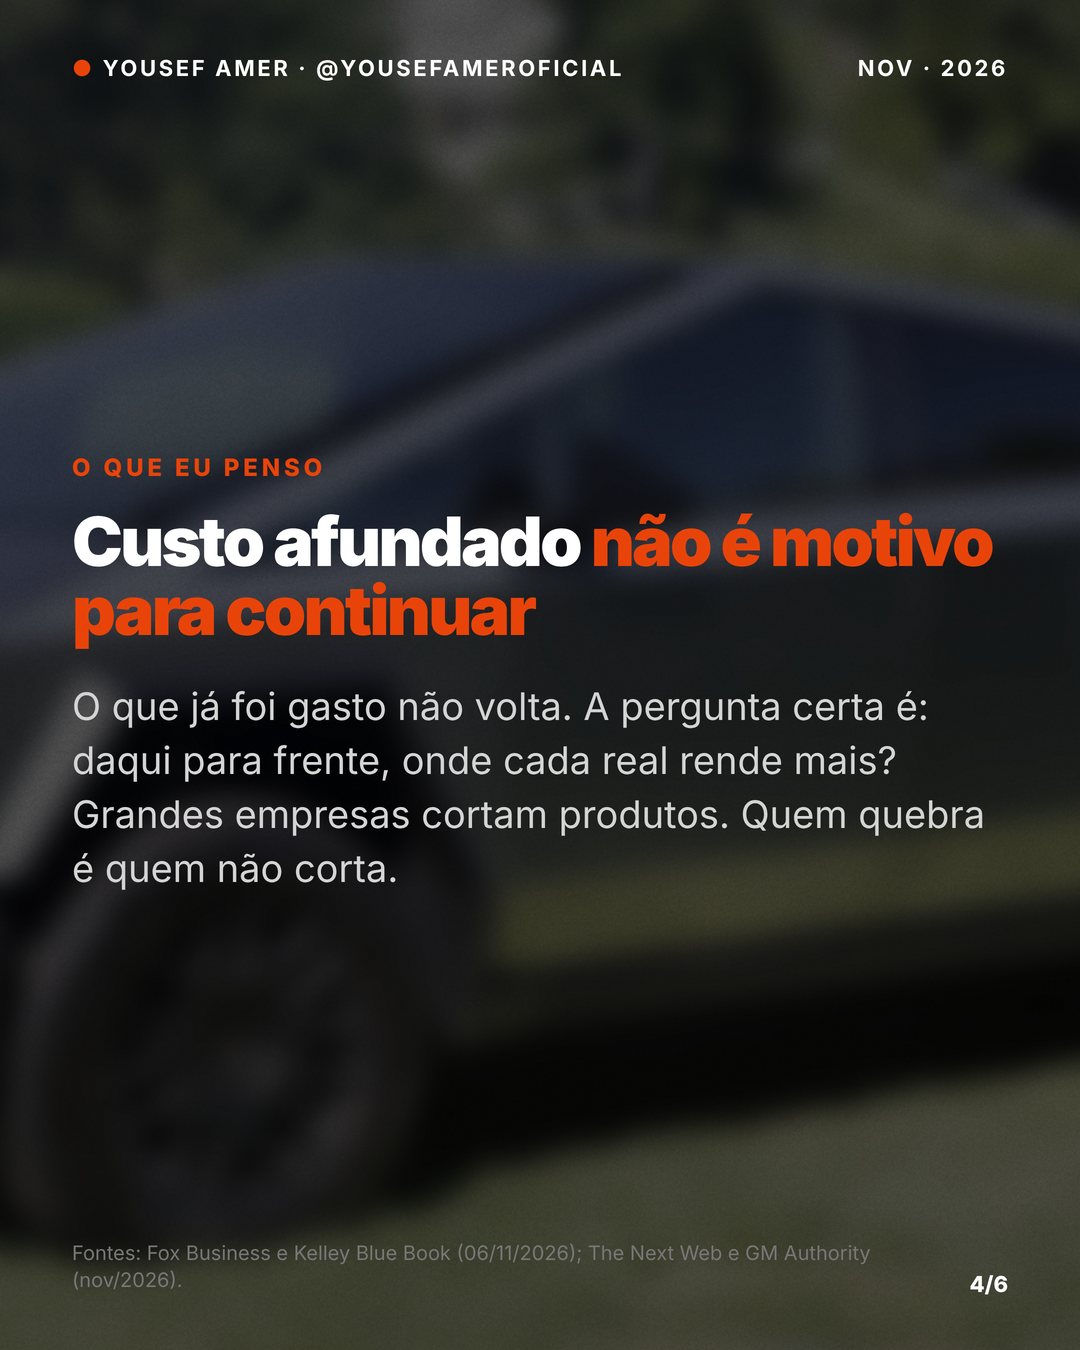 YOUSEF AMER · @YOUSEFAMEROFICIAL
NOV · 2026
O QUE EU PENSO
Custo afundado não é motivo
para continuar
O que já foi gasto não volta. A pergunta certa é:
daqui para frente, onde cada real rende mais?
Grandes empresas cortam produtos. Quem quebra
é quem não corta.
Fontes: Fox Business e Kelley Blue Book (06/11/2026); The Next Web e GM Authority
(nov/2026).
4/6